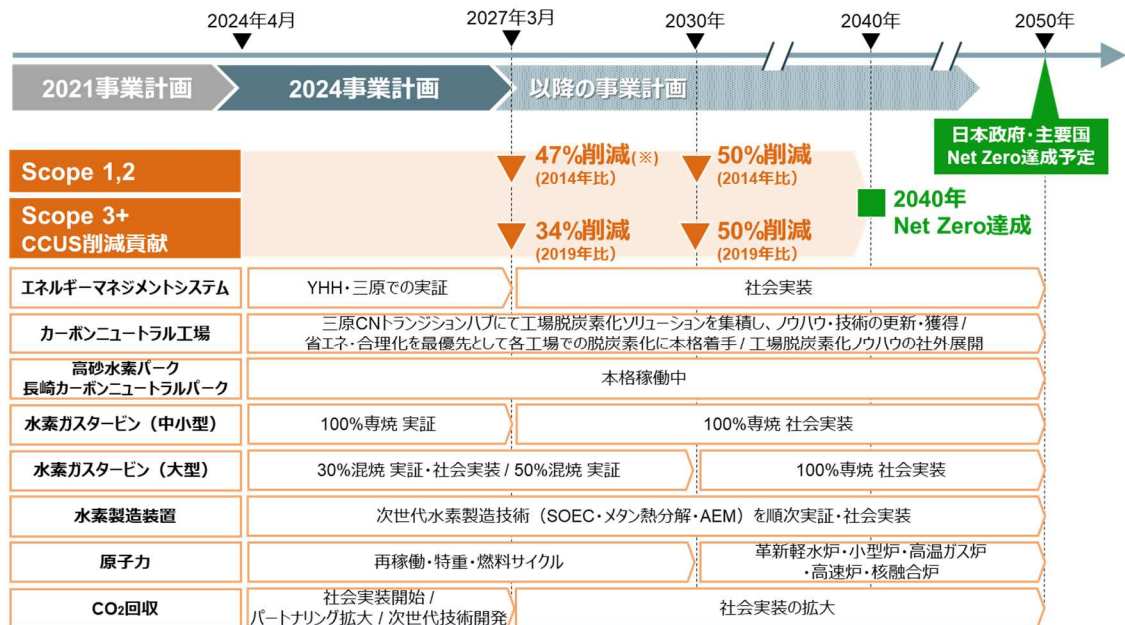 2024年4月
2027年3月
2030年
2040年
2050年
2021事業計画
2024事業計画
以降の事業計画
日本政府・主要国
Net Zero達成予定
Scope 1,2
47%削減(※)
(2014年比)
50%削減
(2014年比)
Scope 3+
CCUS削減貢献
34%削減
(2019年比)
50%削減
(2019年比)
2040年
Net Zero達成
エネルギーマネジメントシステム
YHH・三原での実証
社会実装
カーボンニュートラル工場
三原CNトランジションハブにて工場脱炭素化ソリューションを集積し、ノウハウ・技術の更新・獲得 /
省エネ・合理化を最優先として各工場での脱炭素化に本格着手 / 工場脱炭素化ノウハウの社外展開
高砂水素パーク
長崎カーボンニュートラルパーク
本格稼働中
水素ガスタービン（中小型）
100%専焼 実証
100%専焼 社会実装
水素ガスタービン（大型）
30%混焼 実証・社会実装 / 50%混焼 実証
100%専焼 社会実装
水素製造装置
次世代水素製造技術（SOEC・メタン熱分解・AEM）を順次実証・社会実装
原子力
再稼働・特重・燃料サイクル
革新軽水炉・小型炉・高温ガス炉
・高速炉・核融合炉
CO₂回収
社会実装開始 /
パートナリング拡大 / 次世代技術開発
社会実装の拡大